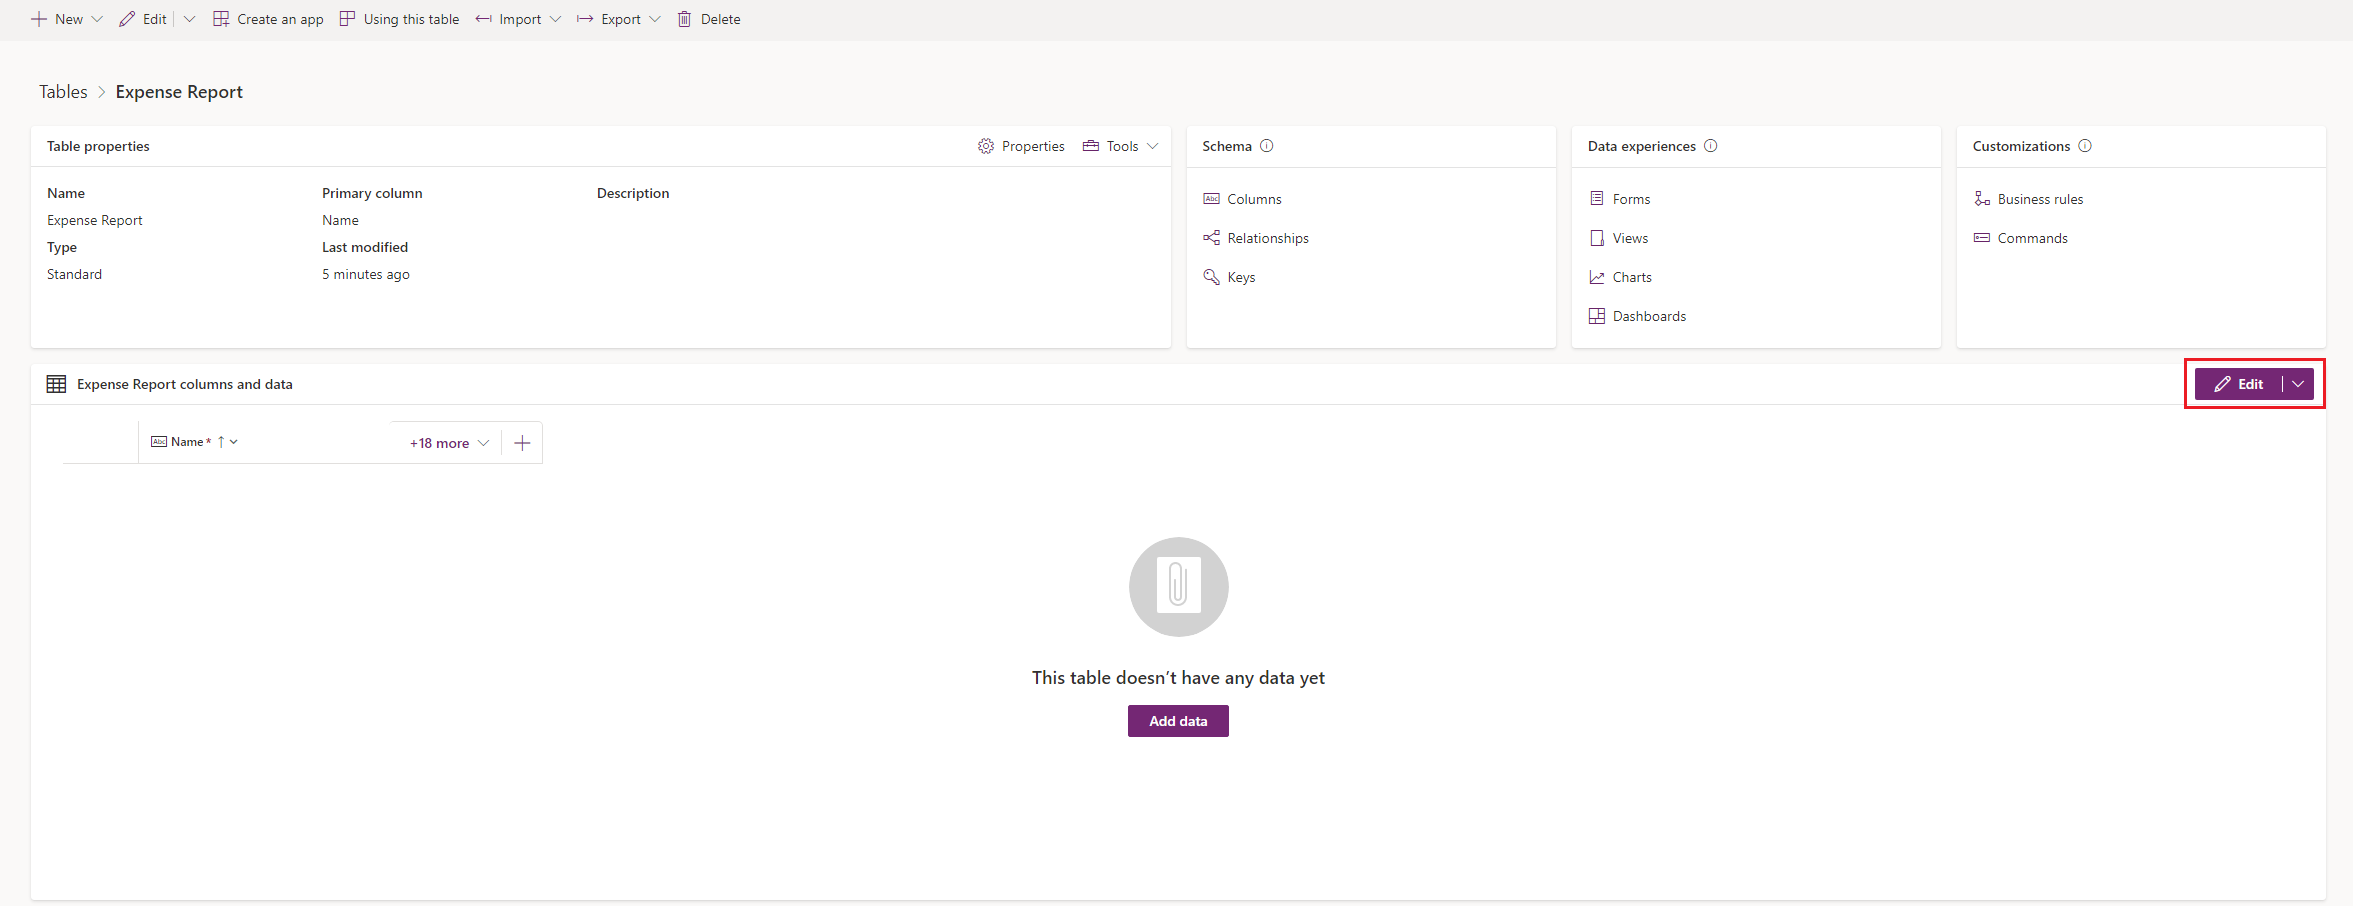 New Edit Create an app Using this table Import Export Delete
Tables > Expense Report
Table properties Properties Tools
Name Primary column Description
Expense Report Name
Type Last modified
Standard 5 minutes ago
Schema
Columns
Relationships
Keys
Data experiences
Forms
Views
Charts
Dashboards
Customizations
Business rules
Commands
Expense Report columns and data Edit
Abc Name * ↑ +18 more
This table doesn’t have any data yet
Add data